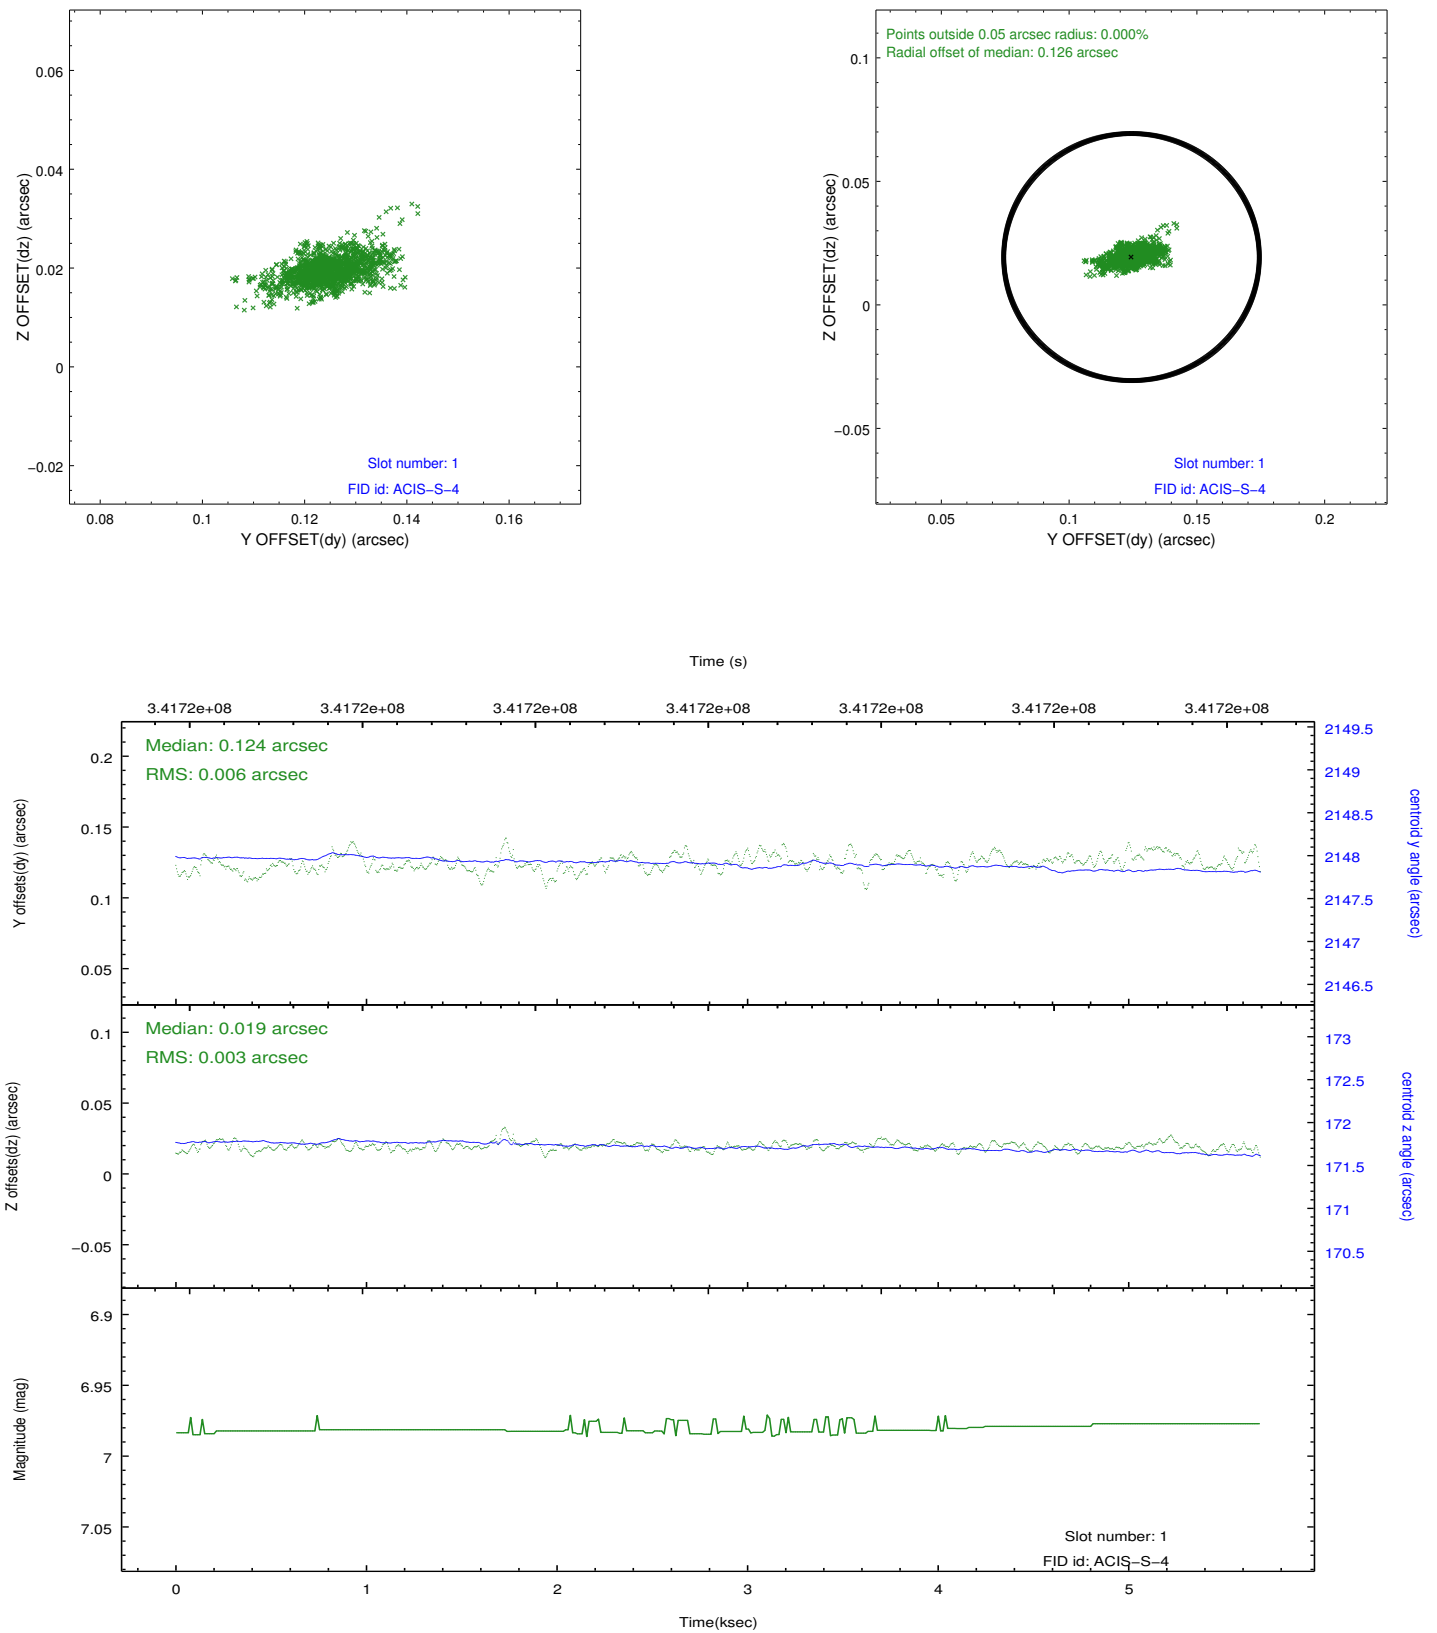 0.06
0.04
0.02
0
−0.02
Z OFFSET(dz) (arcsec)
Slot number: 1
FID id: ACIS−S−4
0.08
0.1
0.12
0.14
0.16
Y OFFSET(dy) (arcsec)
Points outside 0.05 arcsec radius: 0.000%
Radial offset of median: 0.126 arcsec
0.1
0.05
0
−0.05
Z OFFSET(dz) (arcsec)
Slot number: 1
FID id: ACIS−S−4
0.05
0.1
0.15
0.2
Y OFFSET(dy) (arcsec)
Time (s)
3.4172e+08
3.4172e+08
3.4172e+08
3.4172e+08
3.4172e+08
3.4172e+08
3.4172e+08
Median: 0.124 arcsec
RMS: 0.006 arcsec
0.2
0.15
0.1
0.05
Y offsets(dy) (arcsec)
2149.5
2149
2148.5
2148
2147.5
2147
2146.5
centroid y angle (arcsec)
Median: 0.019 arcsec
RMS: 0.003 arcsec
0.1
0.05
0
−0.05
Z offsets(dz) (arcsec)
173
172.5
172
171.5
171
170.5
centroid z angle (arcsec)
6.9
6.95
7
7.05
Magnitude (mag)
Slot number: 1
FID id: ACIS−S−4
0
1
2
3
4
5
Time(ksec)